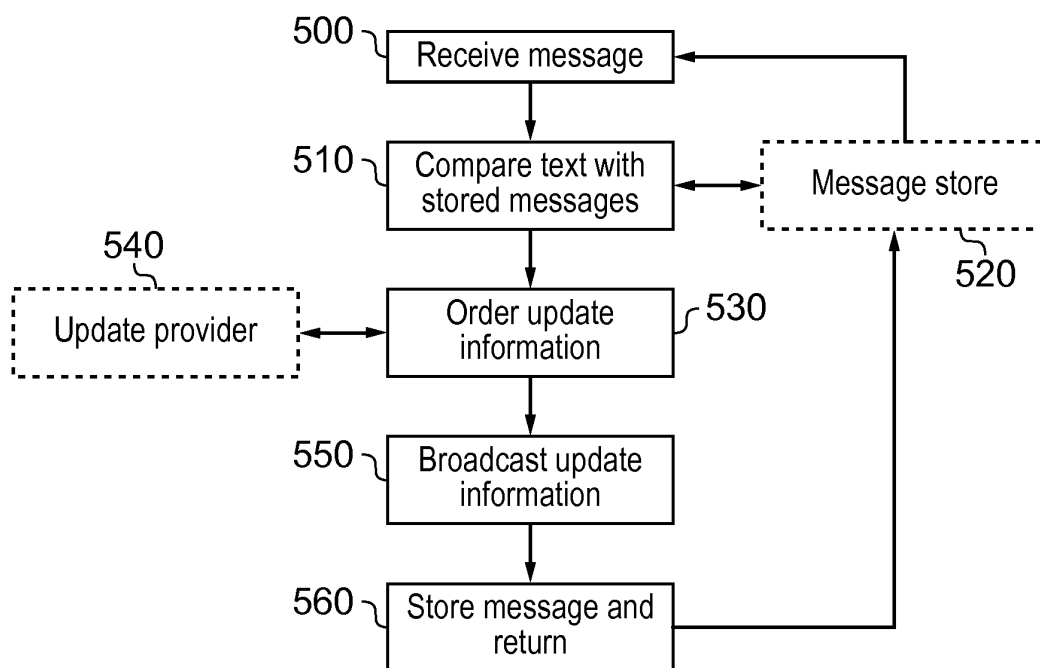 500
Receive message
510
Compare text with
stored messages
Message store
520
540
Update provider
Order update
information
530
550
Broadcast update
information
560
Store message and
return